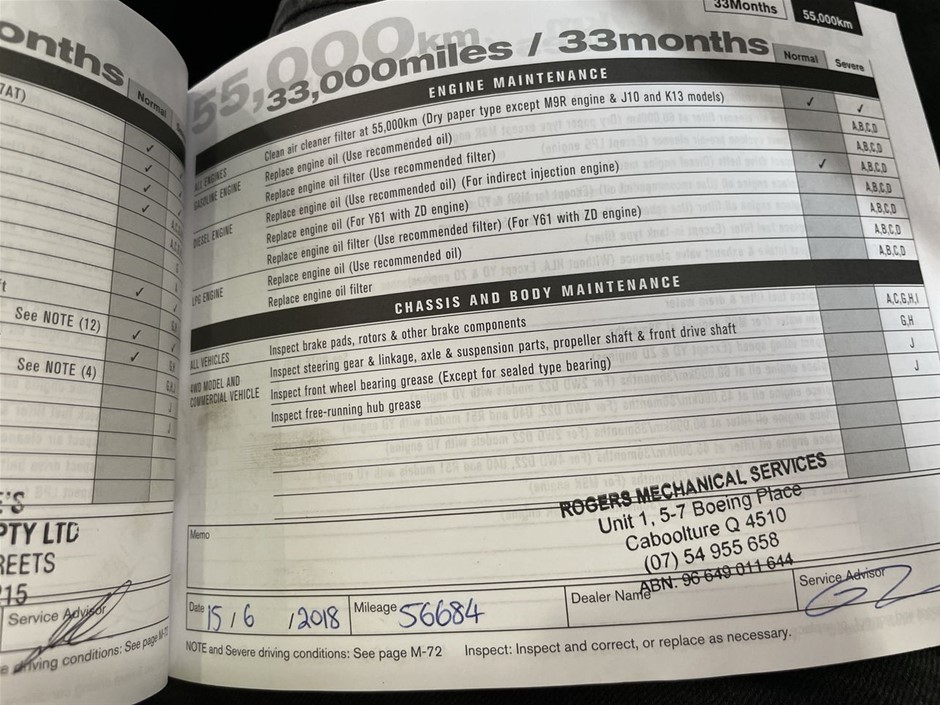 onths
7AT)
Normal
ft
See NOTE (12)
See NOTE (4)
E'S
PTY LTD
REETS
15
Service Advisor
e driving conditions: See page M-72
33Months
55,000km
55,000km
33,000miles / 33months
Normal
Severe
ENGINE MAINTENANCE
ALL ENGINES
Clean air cleaner filter at 55,000km (Dry paper type except M9R engine & J10 and K13 models)
✓ ✓
GASOLINE ENGINE
Replace engine oil (Use recommended oil)
A,B,C,D
Replace engine oil filter (Use recommended filter)
A,B,C,D
DIESEL ENGINE
Replace engine oil (Use recommended oil) (For indirect injection engine)
✓ A,B,C,D
Replace engine oil (For Y61 with ZD engine)
A,B,C,D
Replace engine oil filter (Use recommended filter) (For Y61 with ZD engine)
A,B,C,D
LPG ENGINE
Replace engine oil (Use recommended oil)
A,B,C,D
Replace engine oil filter
A,B,C,D
CHASSIS AND BODY MAINTENANCE
ALL VEHICLES
Inspect brake pads, rotors & other brake components
A,C,G,H,I
Inspect steering gear & linkage, axle & suspension parts, propeller shaft & front drive shaft
G,H
4WD MODEL AND
COMMERCIAL VEHICLE
Inspect front wheel bearing grease (Except for sealed type bearing)
J
Inspect free-running hub grease
J
Memo
ROGERS MECHANICAL SERVICES
Unit 1, 5-7 Boeing Place
Caboolture Q 4510
(07) 54 955 658
ABN. 96 649 011 644
Date 15 / 6 / 2018
Mileage 56684
Dealer Name
Service Advisor
NOTE and Severe driving conditions: See page M-72 Inspect: Inspect and correct, or replace as necessary.